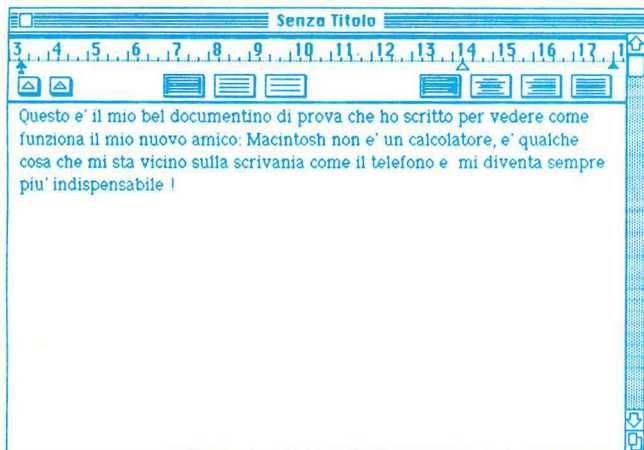 Senza Titolo
3 4 5 6 7 8 9 10 11 12 13 14 15 16 17 1
Questo e' il mio bel documentino di prova che ho scritto per vedere come
funziona il mio nuovo amico: Macintosh non e' un calcolatore, e' qualche
cosa che mi sta vicino sulla scrivania come il telefono e mi diventa sempre
piu' indispensabile !